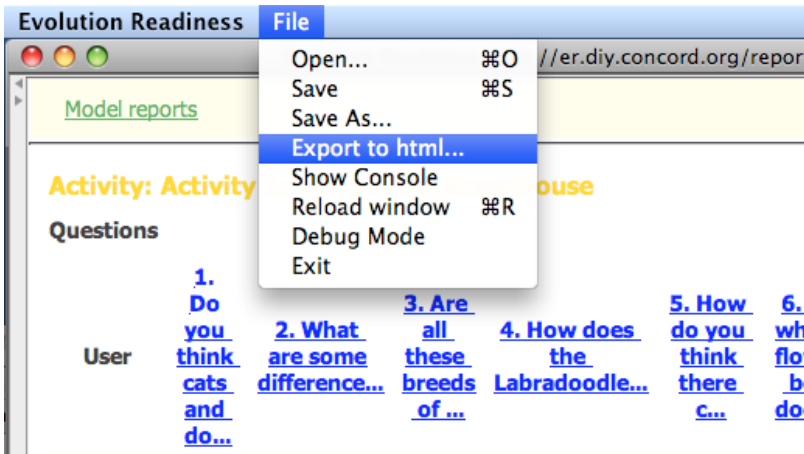 Evolution Readiness File
Open... ⌘O
//er.diy.concord.org/repor
Save ⌘S
Model reports
Save As...
Export to html...
Show Console
Activity: Activity ouse
Reload window ⌘R
Questions
Debug Mode
Exit
User
1.
Do
you
think
cats
and
do...
2. What
are some
difference...
3. Are
all
these
breeds
of ...
4. How does
the
Labradoodle...
5. How
do you
think
there
c...
6.
wh
flo
b
do